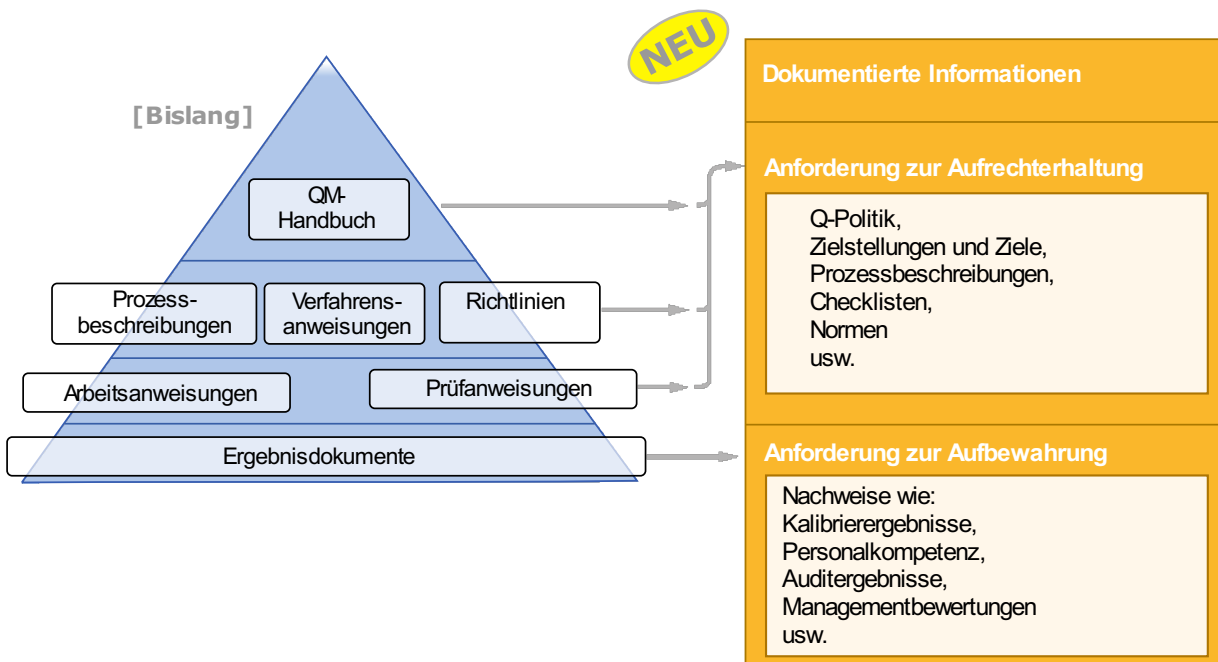 NEU
[Bislang]
QM-
Handbuch
Prozess-
beschreibungen
Verfahrens-
anweisungen
Richtlinien
Arbeitsanweisungen
Prüfanweisungen
Ergebnisdokumente
Dokumentierte Informationen
Anforderung zur Aufrechterhaltung
Q-Politik,
Zielstellungen und Ziele,
Prozessbeschreibungen,
Checklisten,
Normen
usw.
Anforderung zur Aufbewahrung
Nachweise wie:
Kalibrierergebnisse,
Personalkompetenz,
Auditergebnisse,
Managementbewertungen
usw.